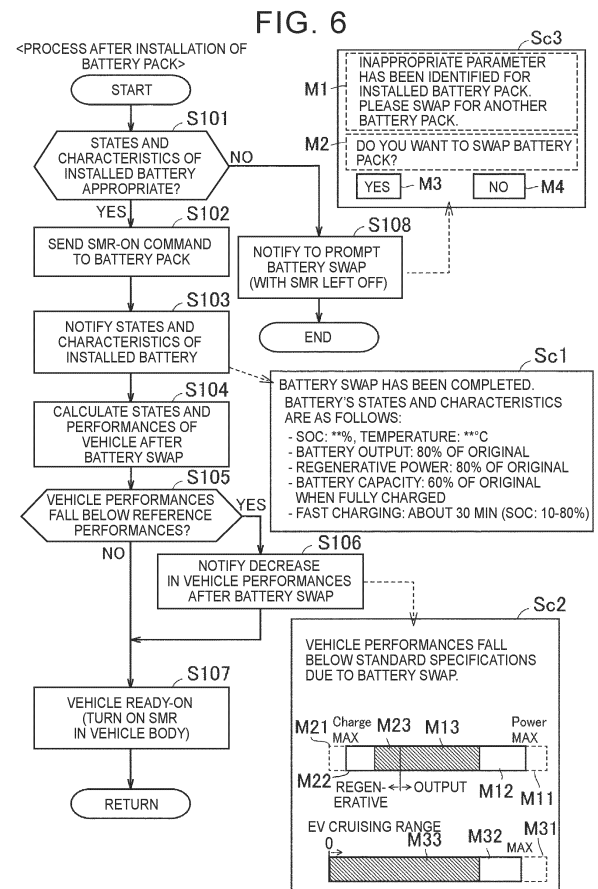 FIG. 6
<PROCESS AFTER INSTALLATION OF
BATTERY PACK>
START
S101
STATES AND
CHARACTERISTICS OF
INSTALLED BATTERY
APPROPRIATE?
NO
YES
S102
SEND SMR-ON COMMAND
TO BATTERY PACK
S103
NOTIFY STATES AND
CHARACTERISTICS OF
INSTALLED BATTERY
S104
CALCULATE STATES AND
PERFORMANCES OF
VEHICLE AFTER
BATTERY SWAP
S105
VEHICLE PERFORMANCES
FALL BELOW REFERENCE
PERFORMANCES?
YES
NO
S106
NOTIFY DECREASE
IN VEHICLE PERFORMANCES
AFTER BATTERY SWAP
S107
VEHICLE READY-ON
(TURN ON SMR
IN VEHICLE BODY)
RETURN
S108
NOTIFY TO PROMPT
BATTERY SWAP
(WITH SMR LEFT OFF)
END
Sc3
M1
INAPPROPRIATE PARAMETER
HAS BEEN IDENTIFIED FOR
INSTALLED BATTERY PACK.
PLEASE SWAP FOR ANOTHER
BATTERY PACK.
M2
DO YOU WANT TO SWAP BATTERY
PACK?
YES
M3
NO
M4
Sc1
BATTERY SWAP HAS BEEN COMPLETED.
BATTERY'S STATES AND CHARACTERISTICS
ARE AS FOLLOWS:
- SOC: **%, TEMPERATURE: **°C
- BATTERY OUTPUT: 80% OF ORIGINAL
- REGENERATIVE POWER: 80% OF ORIGINAL
- BATTERY CAPACITY: 60% OF ORIGINAL
WHEN FULLY CHARGED
- FAST CHARGING: ABOUT 30 MIN (SOC: 10-80%)
Sc2
VEHICLE PERFORMANCES FALL
BELOW STANDARD SPECIFICATIONS
DUE TO BATTERY SWAP.
M21
Charge
MAX
M23
M13
Power
MAX
M22
REGEN-
ERATIVE
OUTPUT
M12
M11
EV CRUISING RANGE
0
M33
M32
MAX
M31